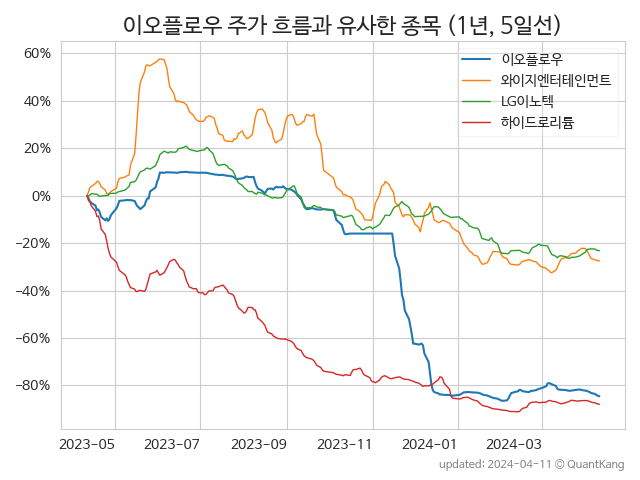 이오플로우 주가 흐름과 유사한 종목 (1년, 5일선)
60%
40%
20%
0%
−20%
−40%
−60%
−80%
이오플로우
와이지엔터테인먼트
LG이노텍
하이드로리튬
2023−05
2023−07
2023−09
2023−11
2024−01
2024−03
updated: 2024-04-11 © QuantKang